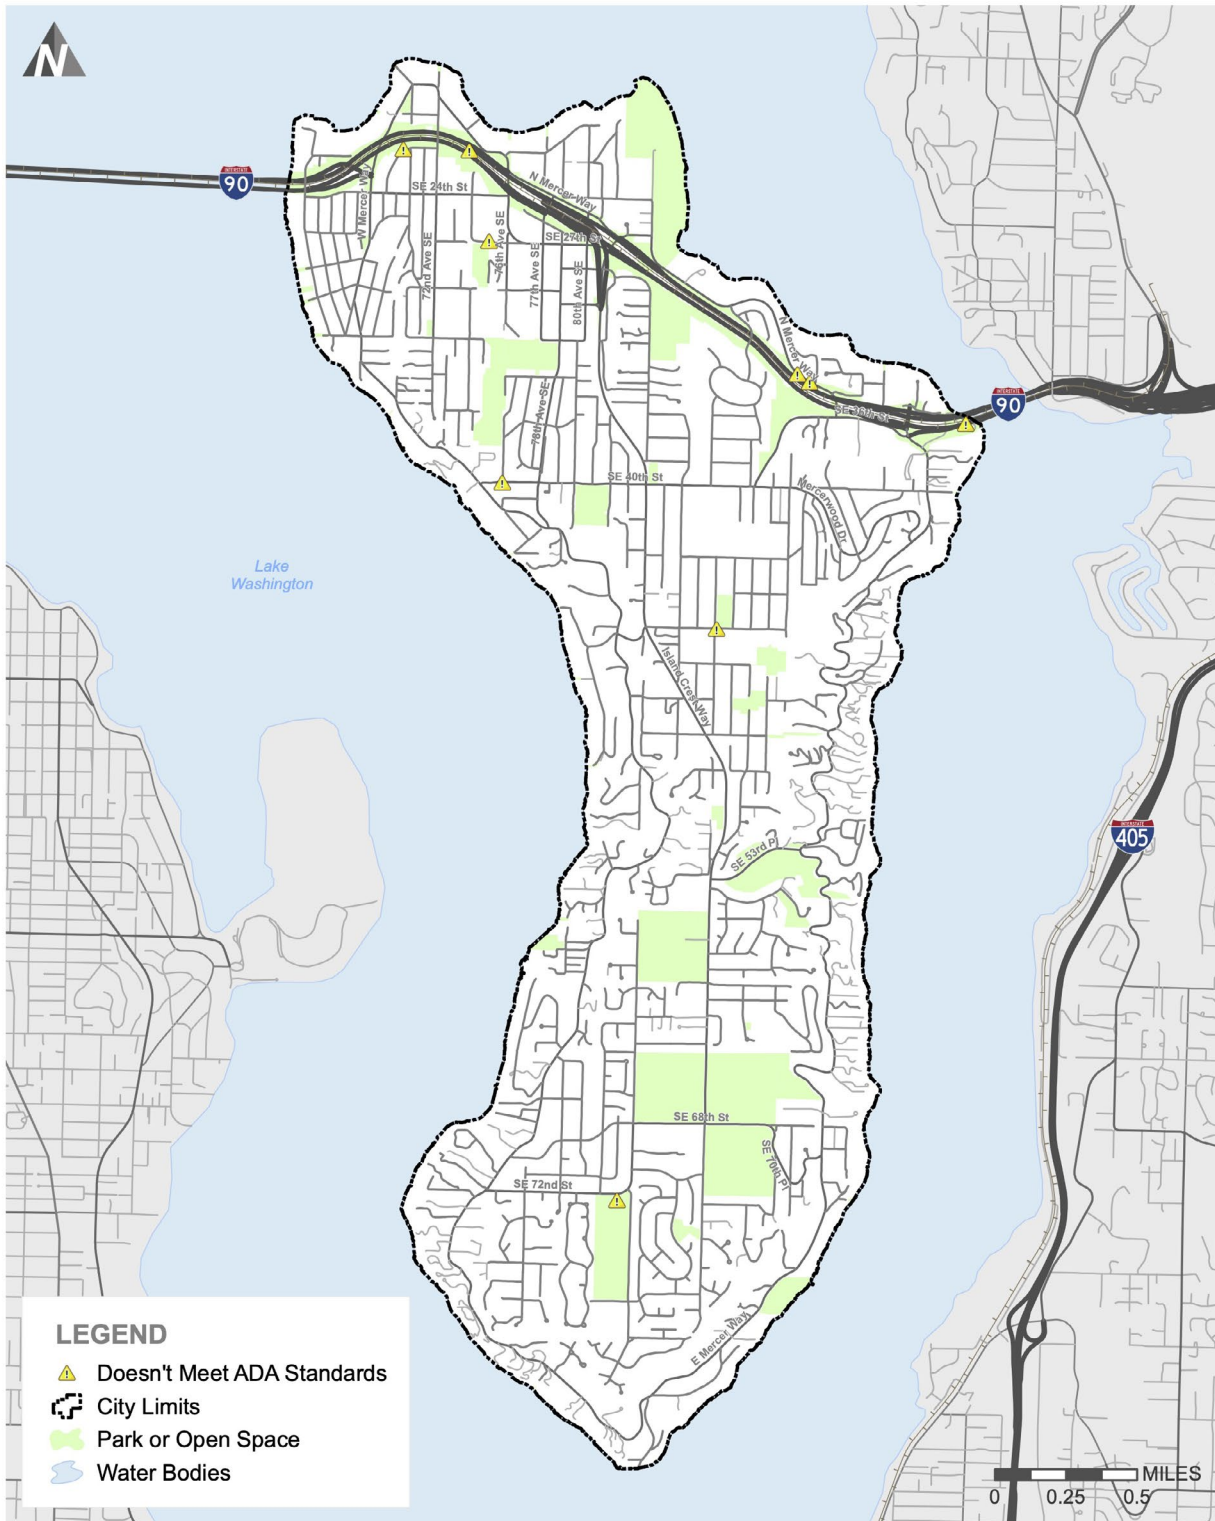 N
INTERSTATE
90
W Mercer Way
SE 24th St
N Mercer Way
SE 27th St
72nd Ave SE
76th Ave SE
77th Ave SE
80th Ave SE
N Mercer Way
SE 36th St
INTERSTATE
90
78th Ave SE
SE 40th St
Mercerwood Dr
Lake
Washington
Island Crest Way
INTERSTATE
405
SE 53rd Pl
SE 68th St
SE 70th Pl
SE 72nd St
E Mercer Way
LEGEND
Doesn't Meet ADA Standards
City Limits
Park or Open Space
Water Bodies
MILES
0 0.25 0.5